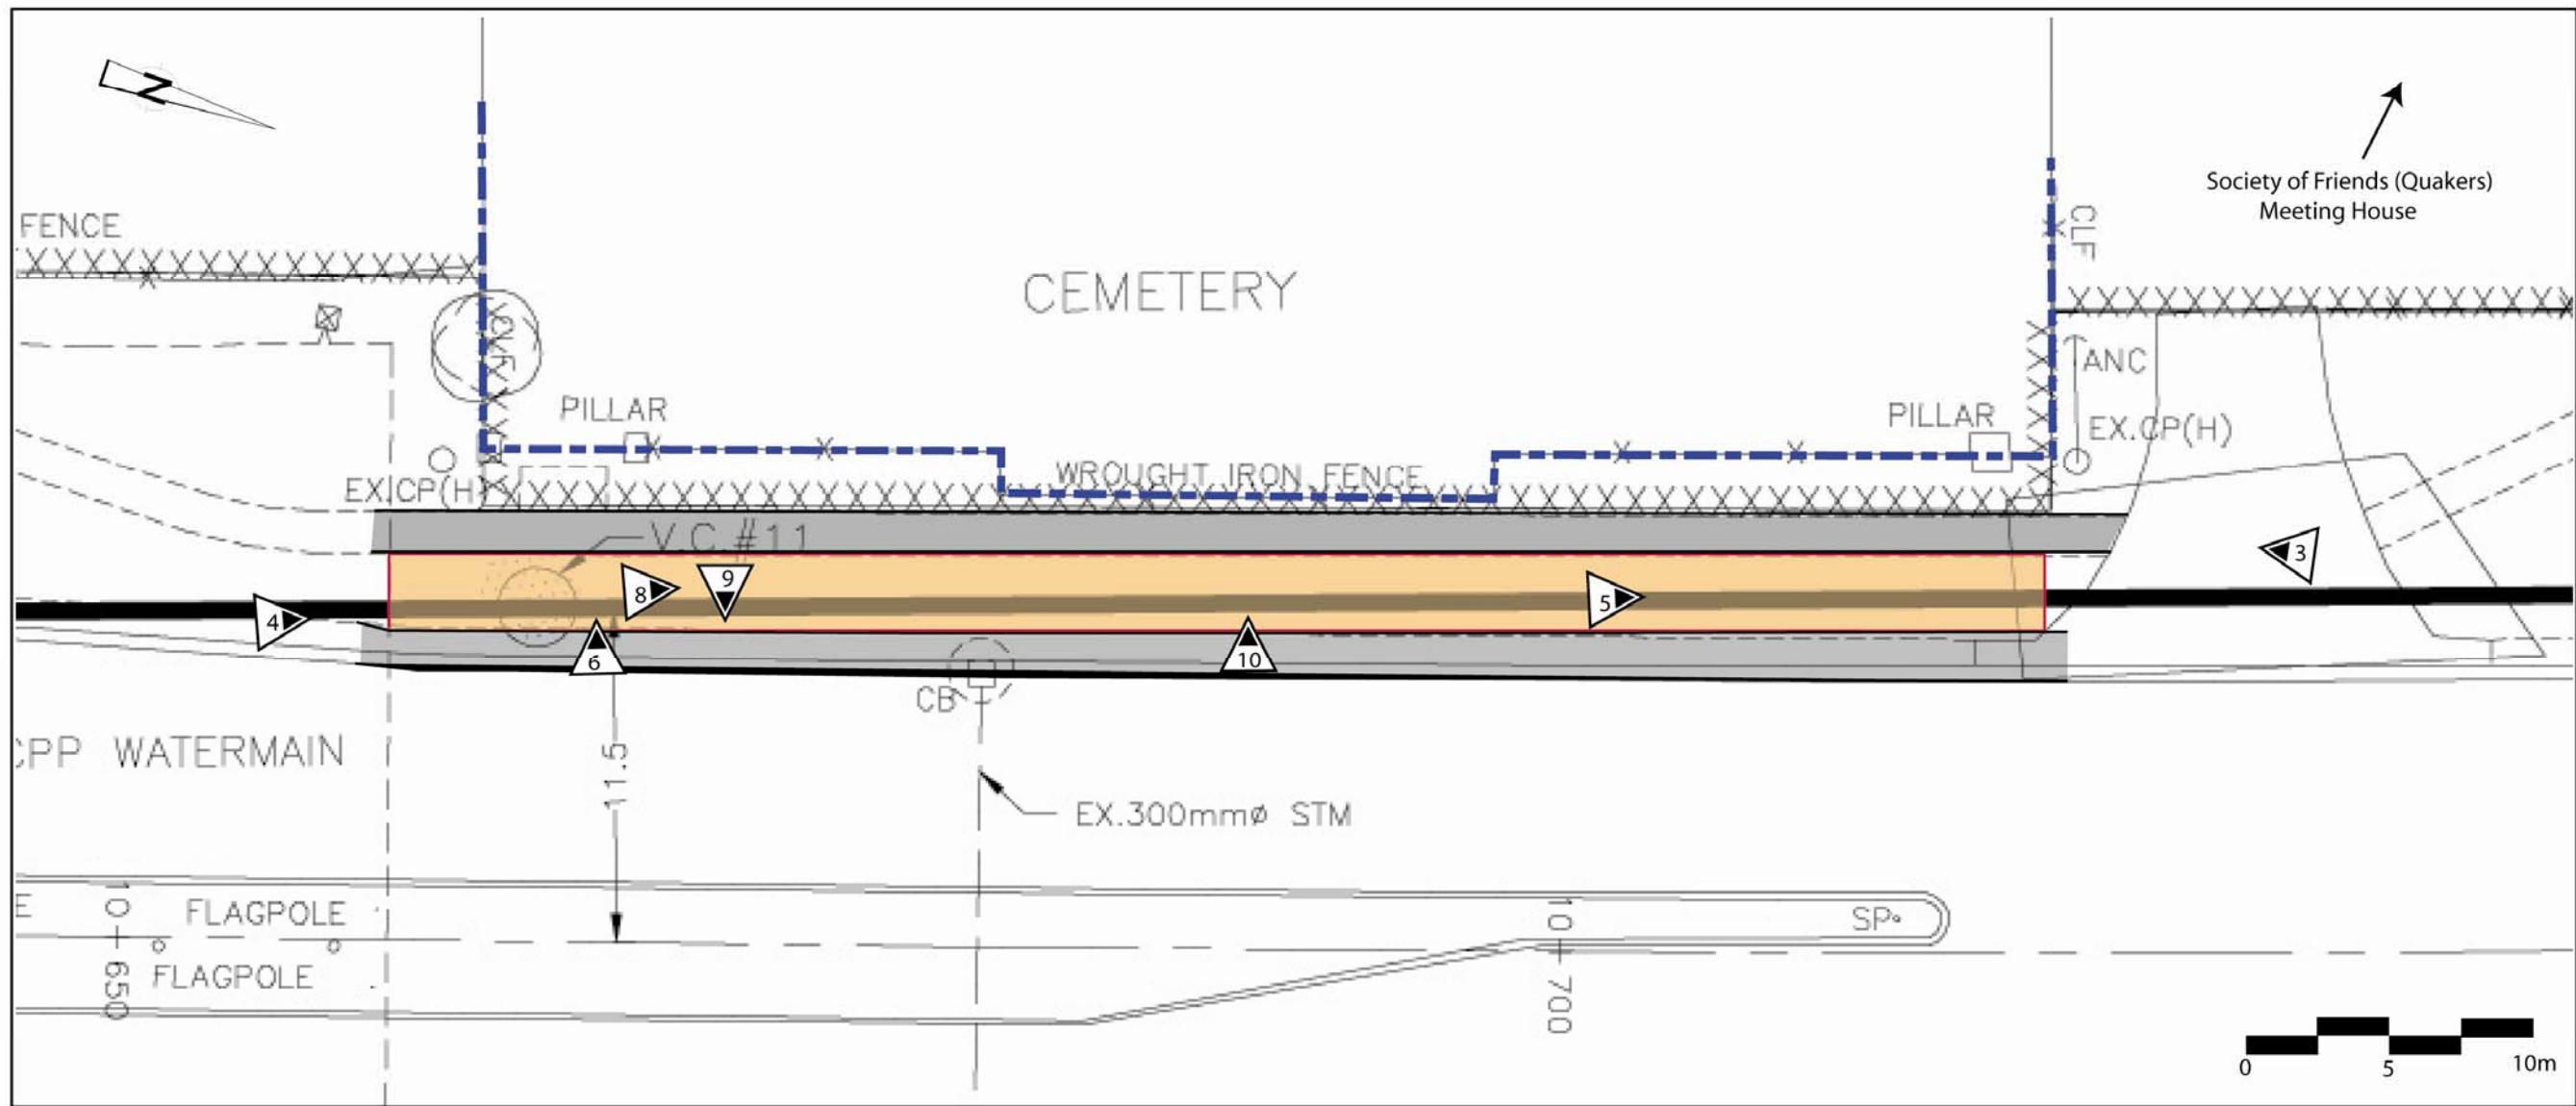 N
Society of Friends (Quakers)
Meeting House
FENCE
CLF
CEMETERY
CLF
ANC
PILLAR
PILLAR
EX.CP(H)
WROUGHT IRON FENCE
EX.CP(H
V.C.#11
3
9
8
5
4
6
10
CB
CPP WATERMAIN
11.5
EX.300mmø STM
E
10+650
FLAGPOLE
FLAGPOLE
10+700
SP
0
5
10m